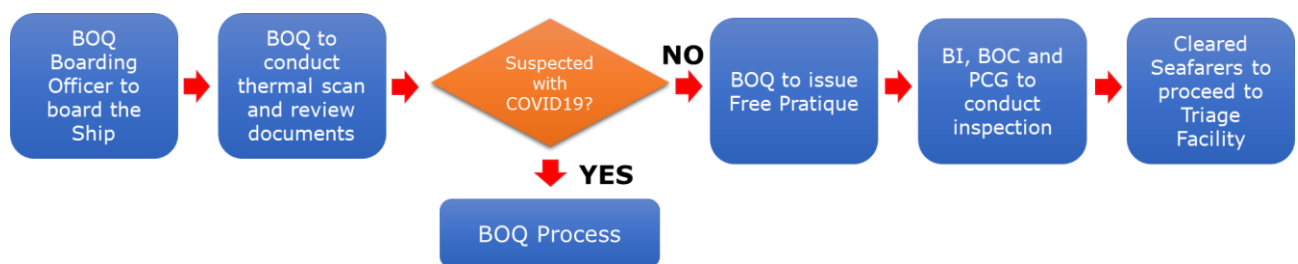 BOQ
Boarding
Officer to
board the
Ship
BOQ to
conduct
thermal scan
and review
documents
Suspected
with
COVID19?
NO
BOQ to issue
Free Pratique
BI, BOC and
PCG to
conduct
inspection
Cleared
Seafarers to
proceed to
Triage
Facility
YES
BOQ Process